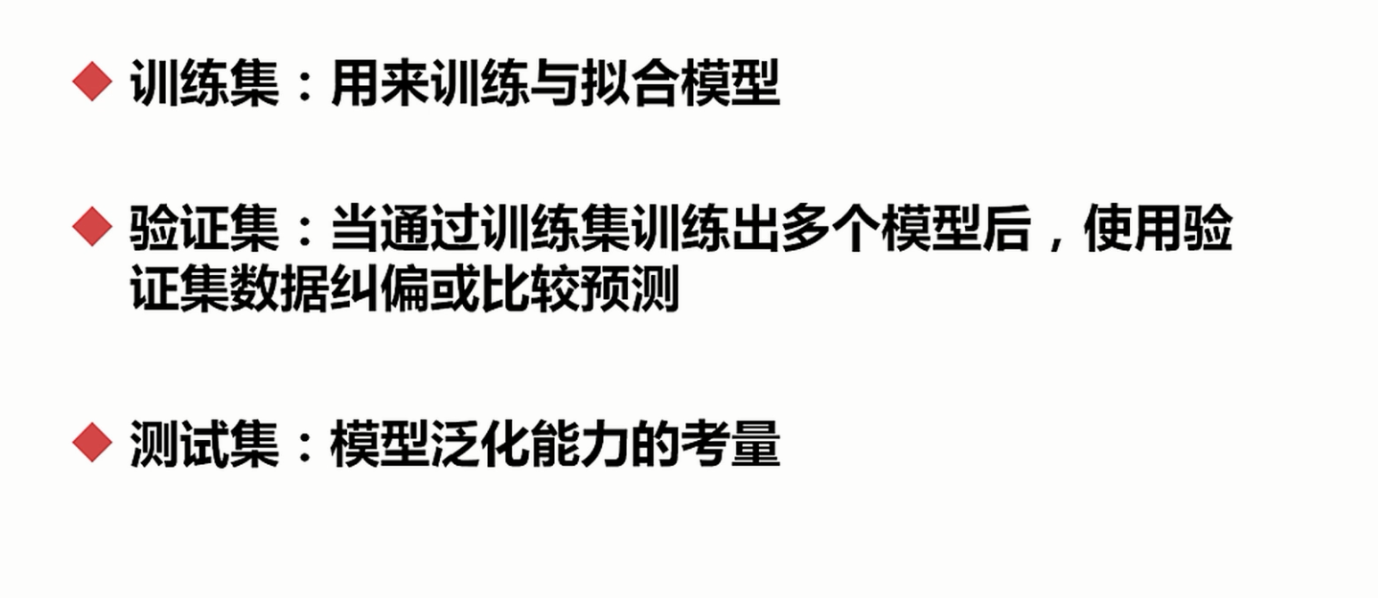 训练集：用来训练与拟合模型
验证集：当通过训练集训练出多个模型后，使用验
证集数据纠偏或比较预测
测试集：模型泛化能力的考量